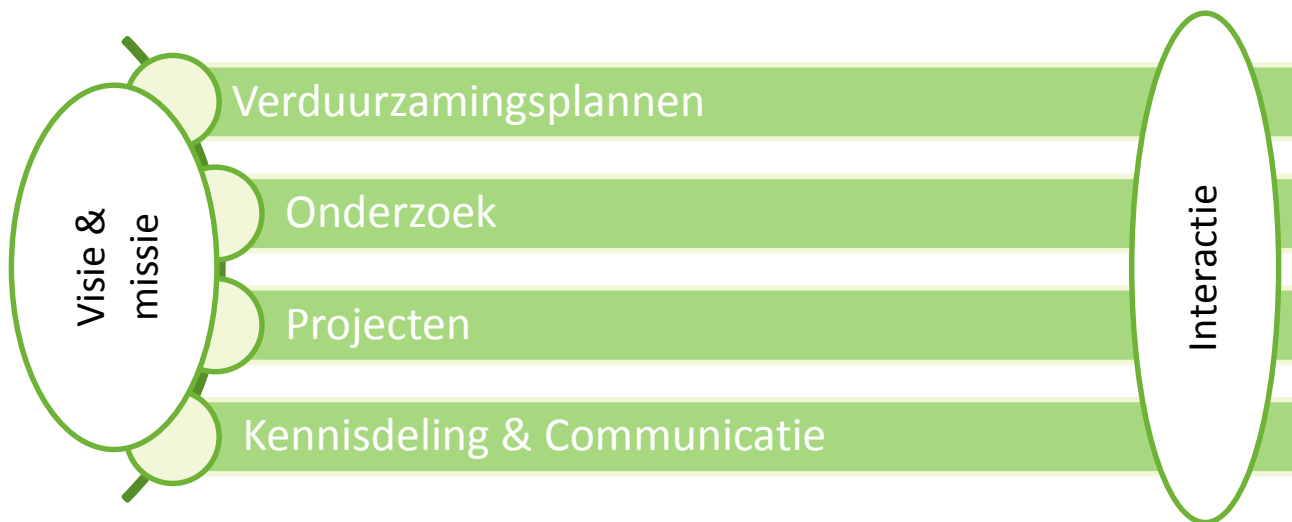 Visie &
missie
Verduurzamingsplannen
Onderzoek
Projecten
Kennisdeling & Communicatie
Interactie